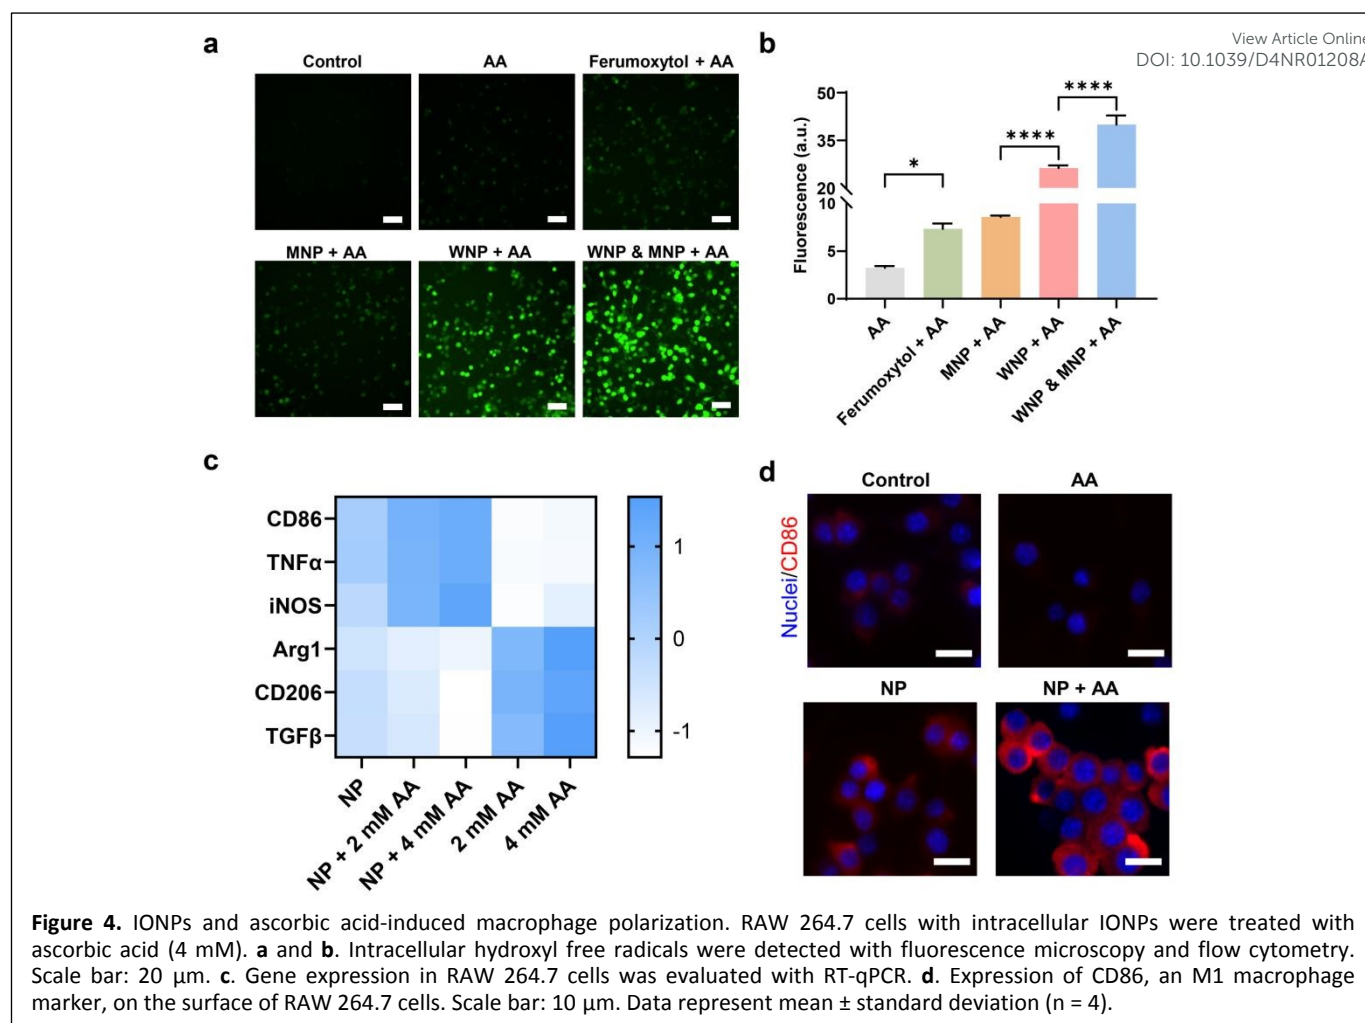 View Article Online
DOI: 10.1039/D4NR01208A
a
Control
AA
Ferumoxytol + AA
MNP + AA
WNP + AA
WNP & MNP + AA
b
Fluorescence (a.u.)
50
35
20
10
5
0
*
****
****
AA
Ferumoxytol + AA
MNP + AA
WNP + AA
WNP & MNP + AA
c
CD86
TNFα
iNOS
Arg1
CD206
TGFβ
NP
NP + 2 mM AA
NP + 4 mM AA
2 mM AA
4 mM AA
1
0
-1
d
Nuclei/CD86
Control
AA
NP
NP + AA
Figure 4. IONPs and ascorbic acid-induced macrophage polarization. RAW 264.7 cells with intracellular IONPs were treated with
ascorbic acid (4 mM). a and b. Intracellular hydroxyl free radicals were detected with fluorescence microscopy and flow cytometry.
Scale bar: 20 μm. c. Gene expression in RAW 264.7 cells was evaluated with RT-qPCR. d. Expression of CD86, an M1 macrophage
marker, on the surface of RAW 264.7 cells. Scale bar: 10 μm. Data represent mean ± standard deviation (n = 4).